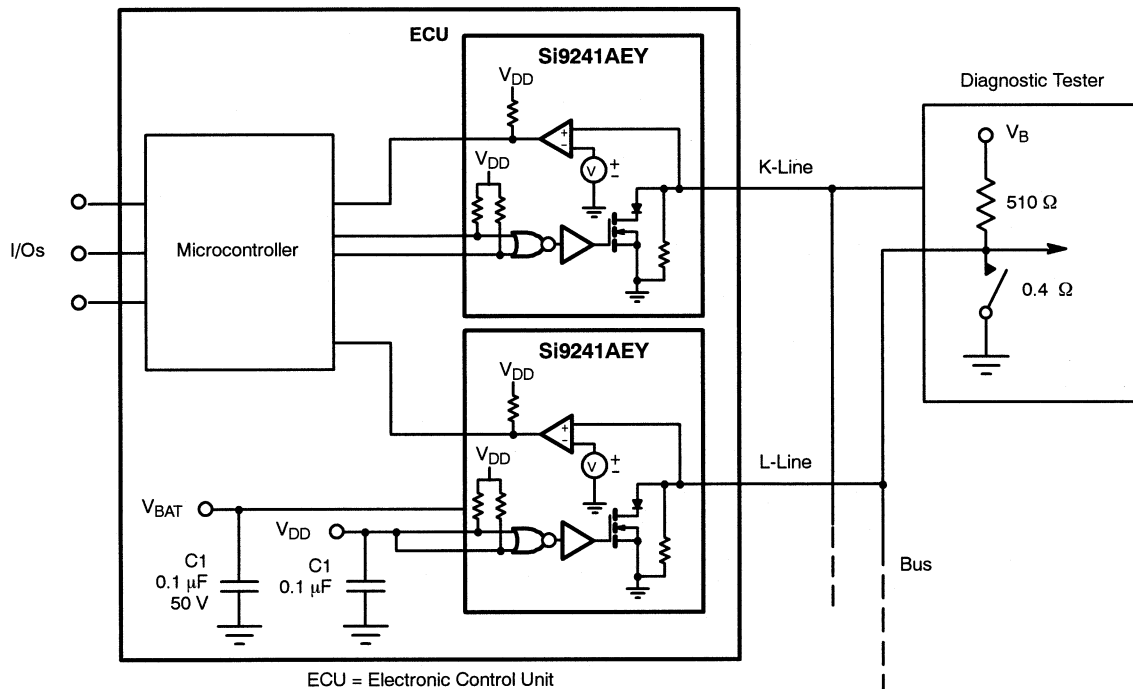 ECU
Si9241AEY
VDD
VDD
V
+
−
+
−
K-Line
Diagnostic Tester
VB
510 Ω
0.4 Ω
I/Os
Microcontroller
Si9241AEY
VDD
VDD
V
+
−
+
−
L-Line
VBAT
VDD
C1
0.1 µF
50 V
C1
0.1 µF
Bus
ECU = Electronic Control Unit